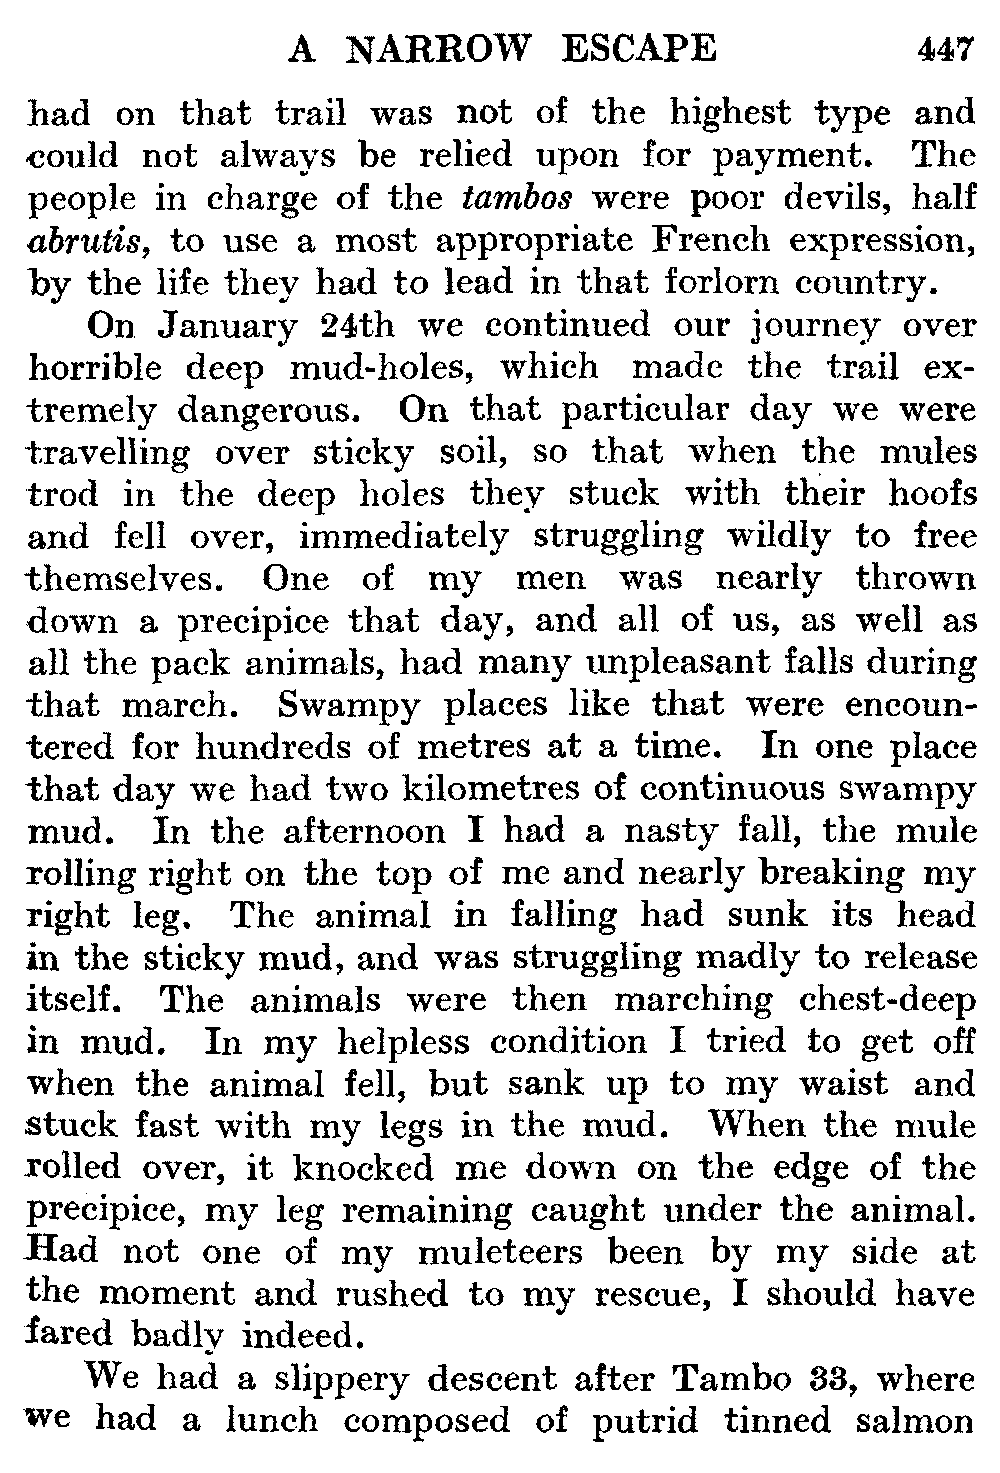 A NARROW ESCAPE 447
had on that trail was not of the highest type and
could not always be relied upon for payment. The
people in charge of the tambos were poor devils, half
abrutis, to use a most appropriate French expression,
by the life they had to lead in that forlorn country.
On January 24th we continued our journey over
horrible deep mud-holes, which made the trail ex-
tremely dangerous. On that particular day we were
travelling over sticky soil, so that when the mules
trod in the deep holes they stuck with their hoofs
and fell over, immediately struggling wildly to free
themselves. One of my men was nearly thrown
down a precipice that day, and all of us, as well as
all the pack animals, had many unpleasant falls during
that march. Swampy places like that were encoun-
tered for hundreds of metres at a time. In one place
that day we had two kilometres of continuous swampy
mud. In the afternoon I had a nasty fall, the mule
rolling right on the top of me and nearly breaking my
right leg. The animal in falling had sunk its head
in the sticky mud, and was struggling madly to release
itself. The animals were then marching chest-deep
in mud. In my helpless condition I tried to get off
when the animal fell, but sank up to my waist and
stuck fast with my legs in the mud. When the mule
rolled over, it knocked me down on the edge of the
precipice, my leg remaining caught under the animal.
Had not one of my muleteers been by my side at
the moment and rushed to my rescue, I should have
fared badly indeed.
We had a slippery descent after Tambo 33, where
we had a lunch composed of putrid tinned salmon